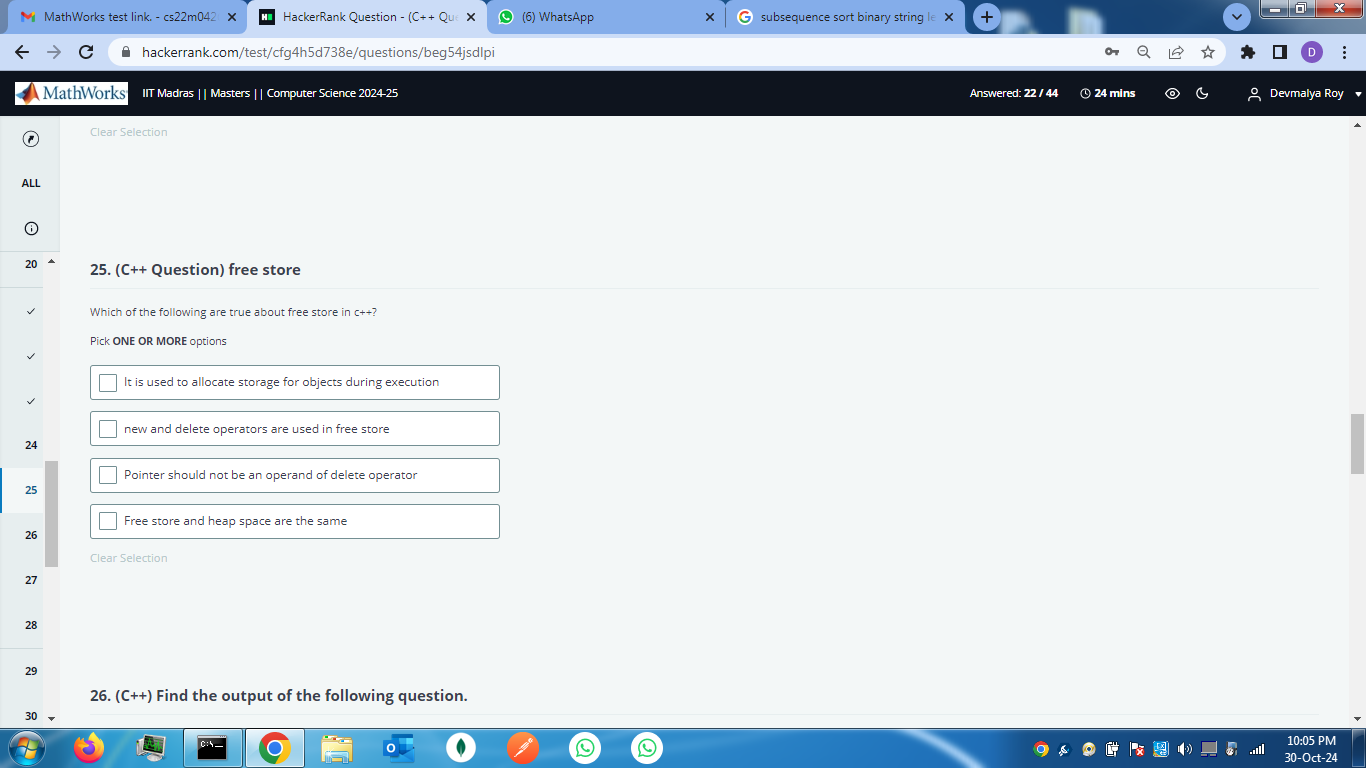 MathWorks test link. - cs22m042
HackerRank Question - (C++ Que
(6) WhatsApp
subsequence sort binary string le
hackerrank.com/test/cfg4h5d738e/questions/beg54jsdlpi
D
MathWorks
IIT Madras || Masters || Computer Science 2024-25
Answered: 22 / 44
24 mins
Devmalya Roy
Clear Selection
ALL
20
24
25
26
27
28
29
30
25. (C++ Question) free store
Which of the following are true about free store in c++?
Pick ONE OR MORE options
It is used to allocate storage for objects during execution
new and delete operators are used in free store
Pointer should not be an operand of delete operator
Free store and heap space are the same
Clear Selection
26. (C++) Find the output of the following question.
10:05 PM
30-Oct-24